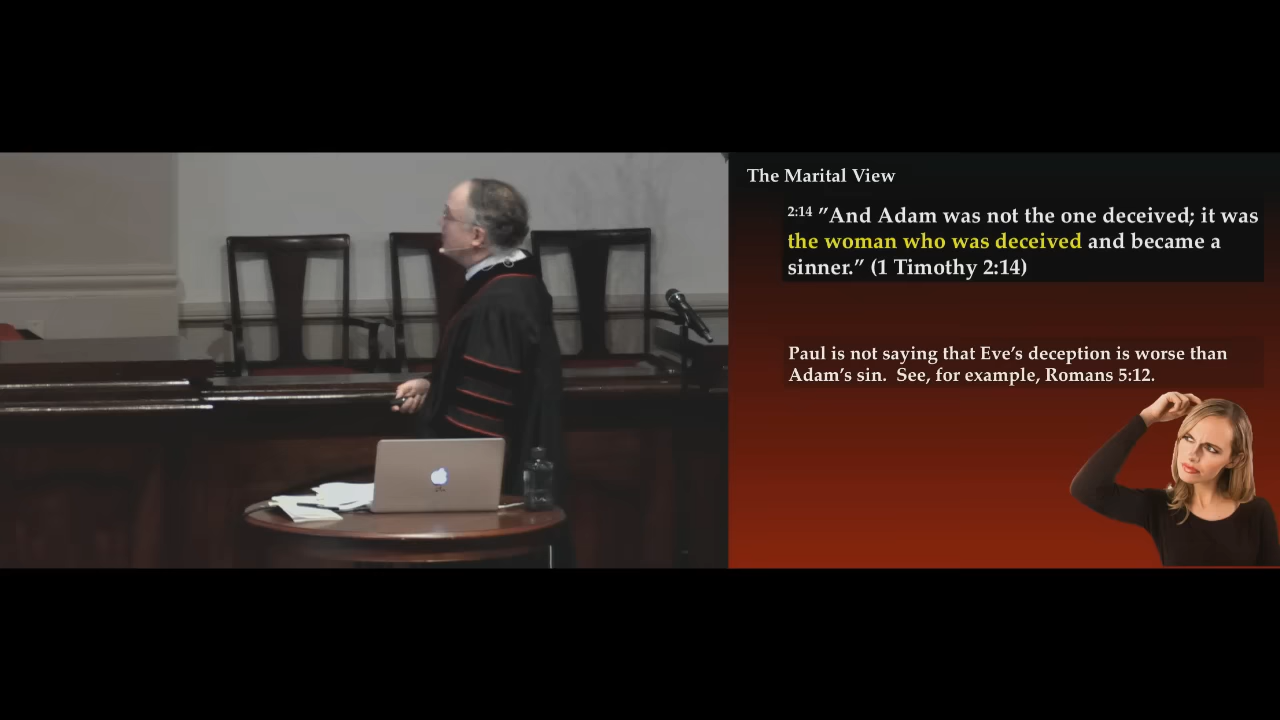 The Marital View
2:14 ”And Adam was not the one deceived; it was
the woman who was deceived and became a
sinner.” (1 Timothy 2:14)
Paul is not saying that Eve’s deception is worse than
Adam’s sin.  See, for example, Romans 5:12.